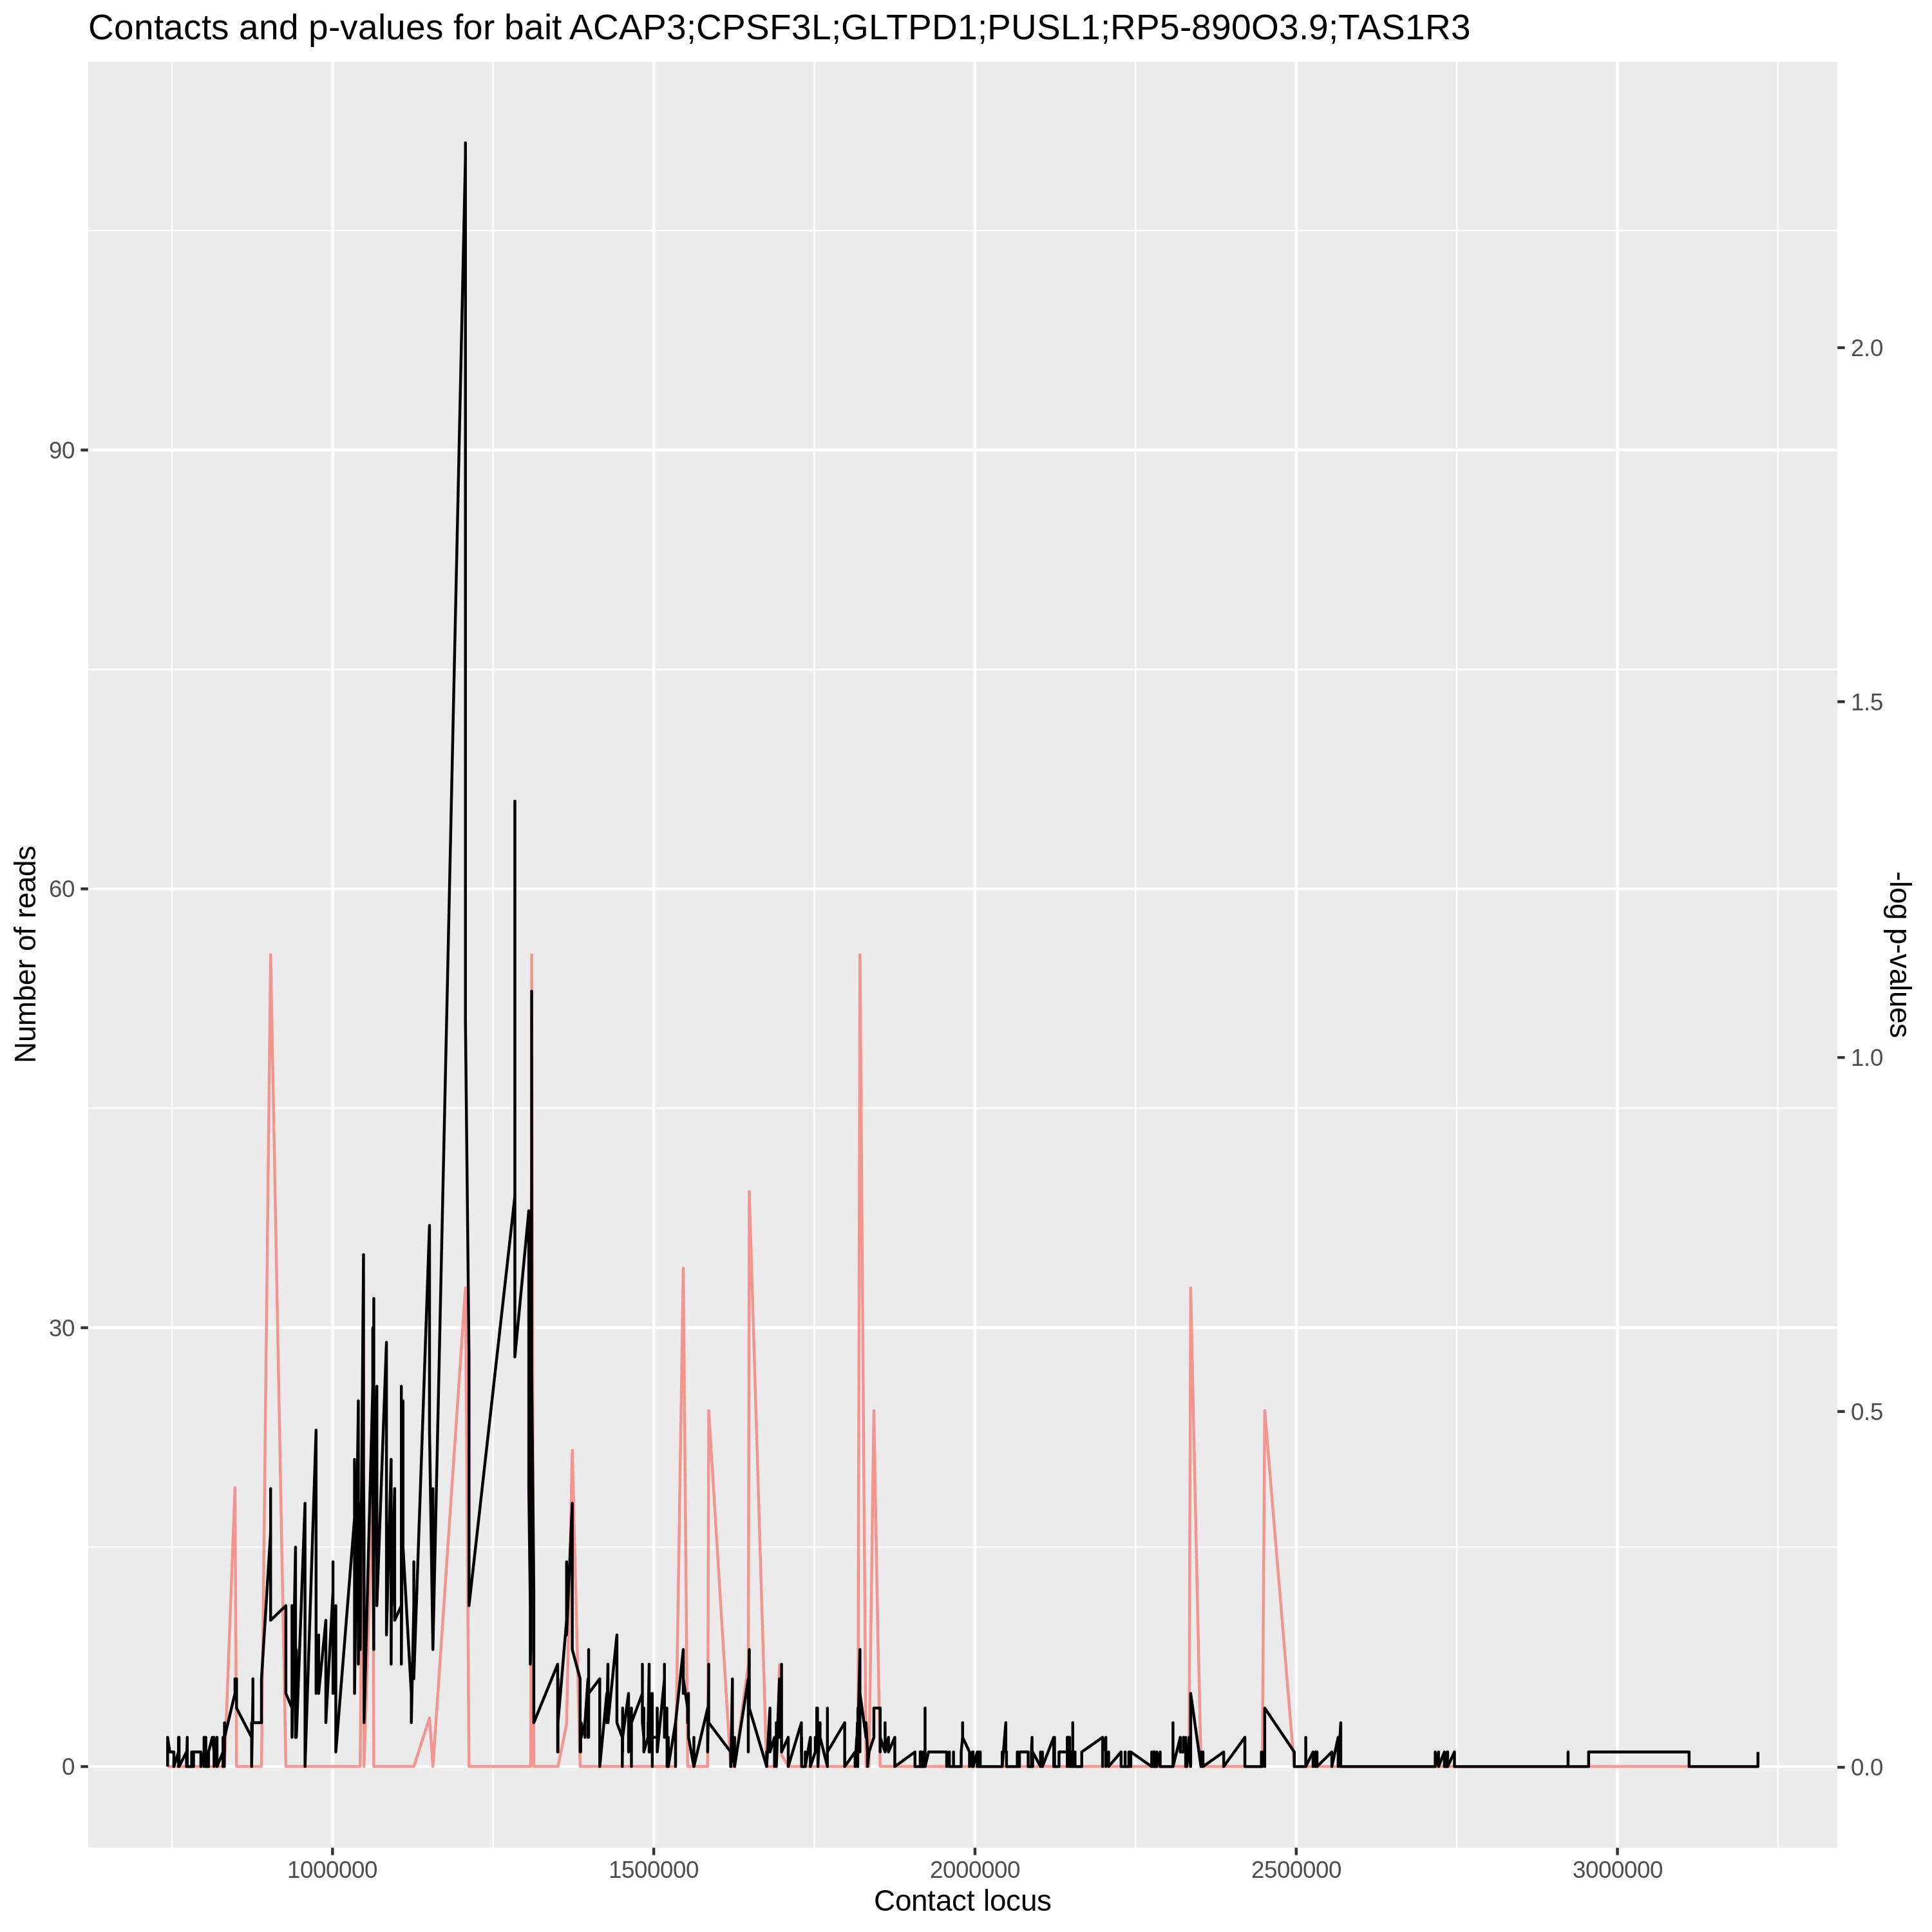 Contacts and p-values for bait ACAP3;CPSF3L;GLTPD1;PUSL1;RP5-890O3.9;TAS1R3
90
60
30
0
Number of reads
2.0
1.5
1.0
0.5
0.0
-log p-values
1000000 1500000 2000000 2500000 3000000
Contact locus